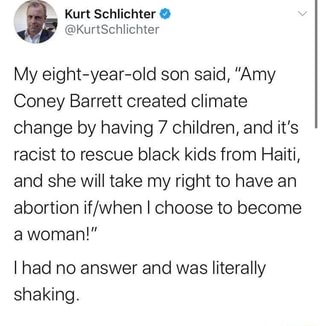 Kurt Schlichter
@KurtSchlichter
My eight-year-old son said, "Amy
Coney Barrett created climate
change by having 7 children, and it's
racist to rescue black kids from Haiti,
and she will take my right to have an
abortion if/when I choose to become
a woman!"
I had no answer and was literally
shaking.